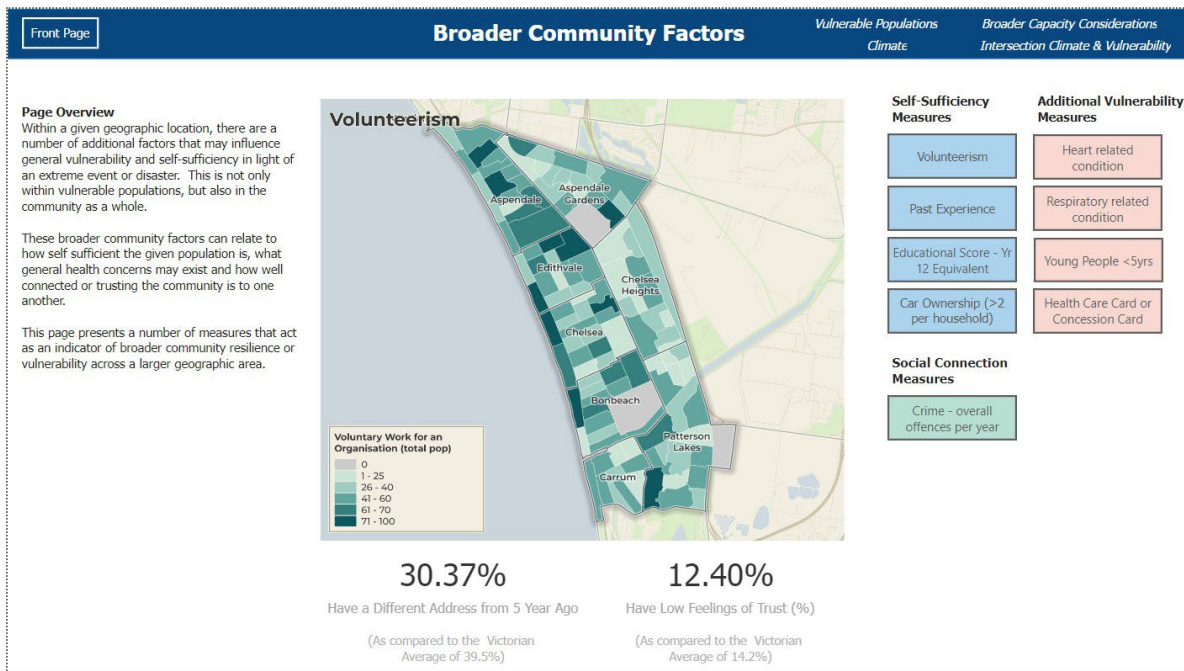 Front Page
Broader Community Factors
Vulnerable Populations
Broader Capacity Considerations
Climate
Intersection Climate & Vulnerability
Page Overview
Within a given geographic location, there are a
number of additional factors that may influence
general vulnerability and self-sufficiency in light of
an extreme event or disaster. This is not only
within vulnerable populations, but also in the
community as a whole.
These broader community factors can relate to
how self sufficient the given population is, what
general health concerns may exist and how well
connected or trusting the community is to one
another.
This page presents a number of measures that act
as an indicator of broader community resilience or
vulnerability across a larger geographic area.
Volunteerism
Aspendale
Aspendale
Gardens
Edithvale
Chelsea
Heights
Chelsea
Bonbeach
Patterson
Lakes
Carrum
Voluntary Work for an
Organisation (total pop)
0
1 - 25
26 - 40
41 - 60
61 - 70
71 - 100
30.37%
Have a Different Address from 5 Year Ago
(As compared to the Victorian
Average of 39.5%)
12.40%
Have Low Feelings of Trust (%)
(As compared to the Victorian
Average of 14.2%)
Self-Sufficiency
Measures
Volunteerism
Past Experience
Educational Score - Yr
12 Equivalent
Car Ownership (>2
per household)
Additional Vulnerability
Measures
Heart related
condition
Respiratory related
condition
Young People <5yrs
Health Care Card or
Concession Card
Social Connection
Measures
Crime - overall
offences per year